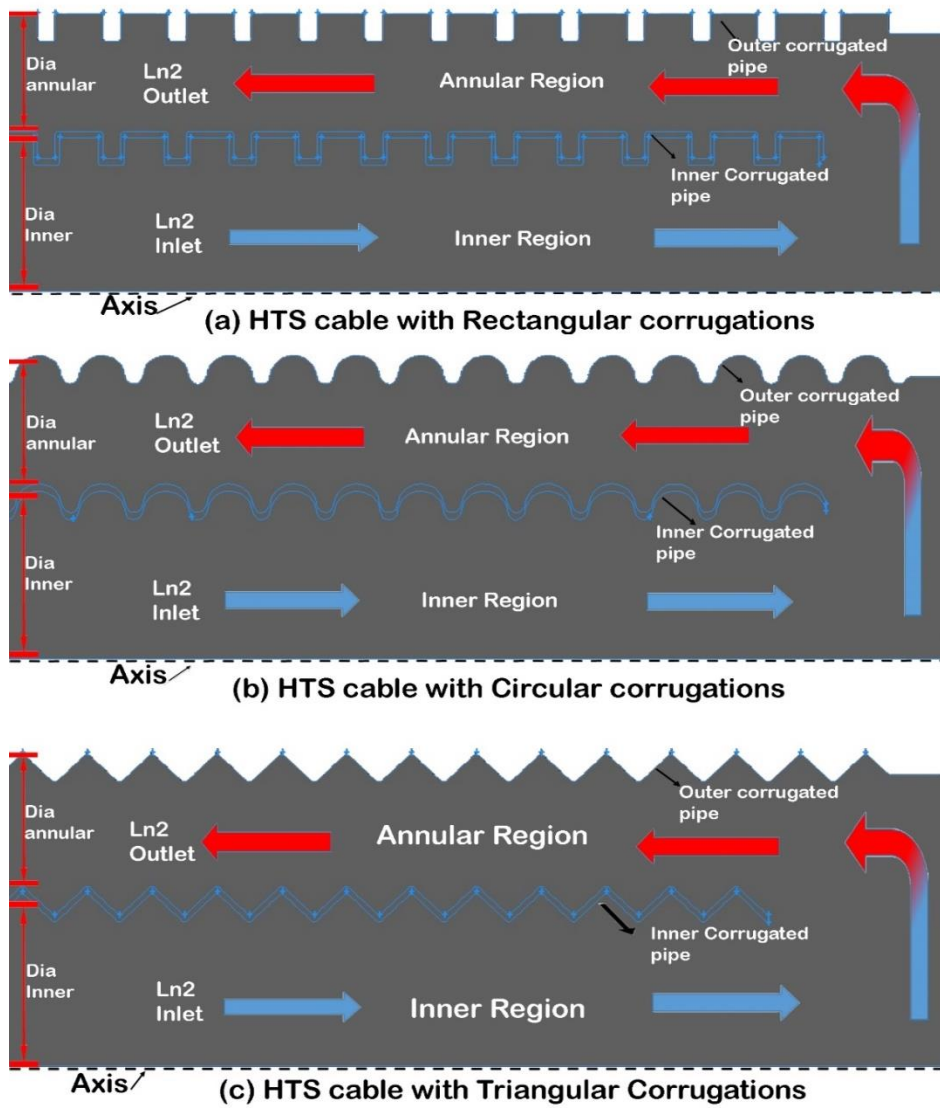 Outer corrugated
pipe
Dia
annular
Ln2
Outlet
Annular Region
Inner Corrugated
pipe
Dia
Inner
Ln2
Inlet
Inner Region
Axis
(a) HTS cable with Rectangular corrugations
Outer corrugated
pipe
Dia
annular
Ln2
Outlet
Annular Region
Inner Corrugated
pipe
Dia
Inner
Ln2
Inlet
Inner Region
Axis
(b) HTS cable with Circular corrugations
Outer corrugated
pipe
Dia
annular
Ln2
Outlet
Annular Region
Inner Corrugated
pipe
Dia
Inner
Ln2
Inlet
Inner Region
Axis
(c) HTS cable with Triangular Corrugations